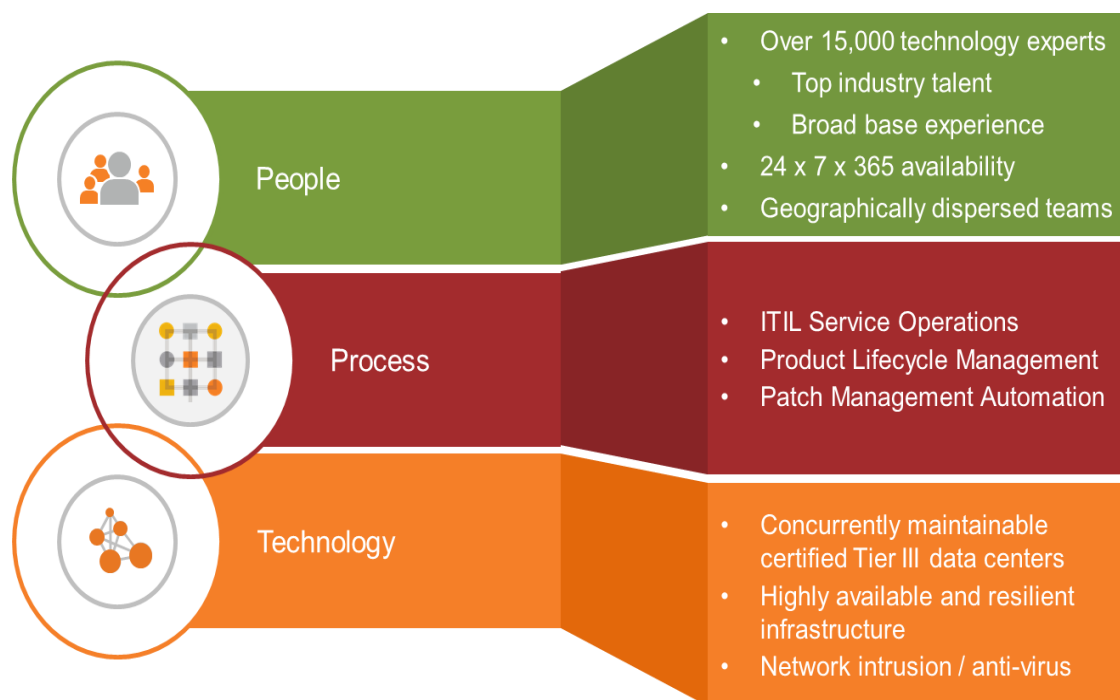 People
• Over 15,000 technology experts
• Top industry talent
• Broad base experience
• 24 x 7 x 365 availability
• Geographically dispersed teams
Process
• ITIL Service Operations
• Product Lifecycle Management
• Patch Management Automation
Technology
• Concurrently maintainable
certified Tier III data centers
• Highly available and resilient
infrastructure
• Network intrusion / anti-virus